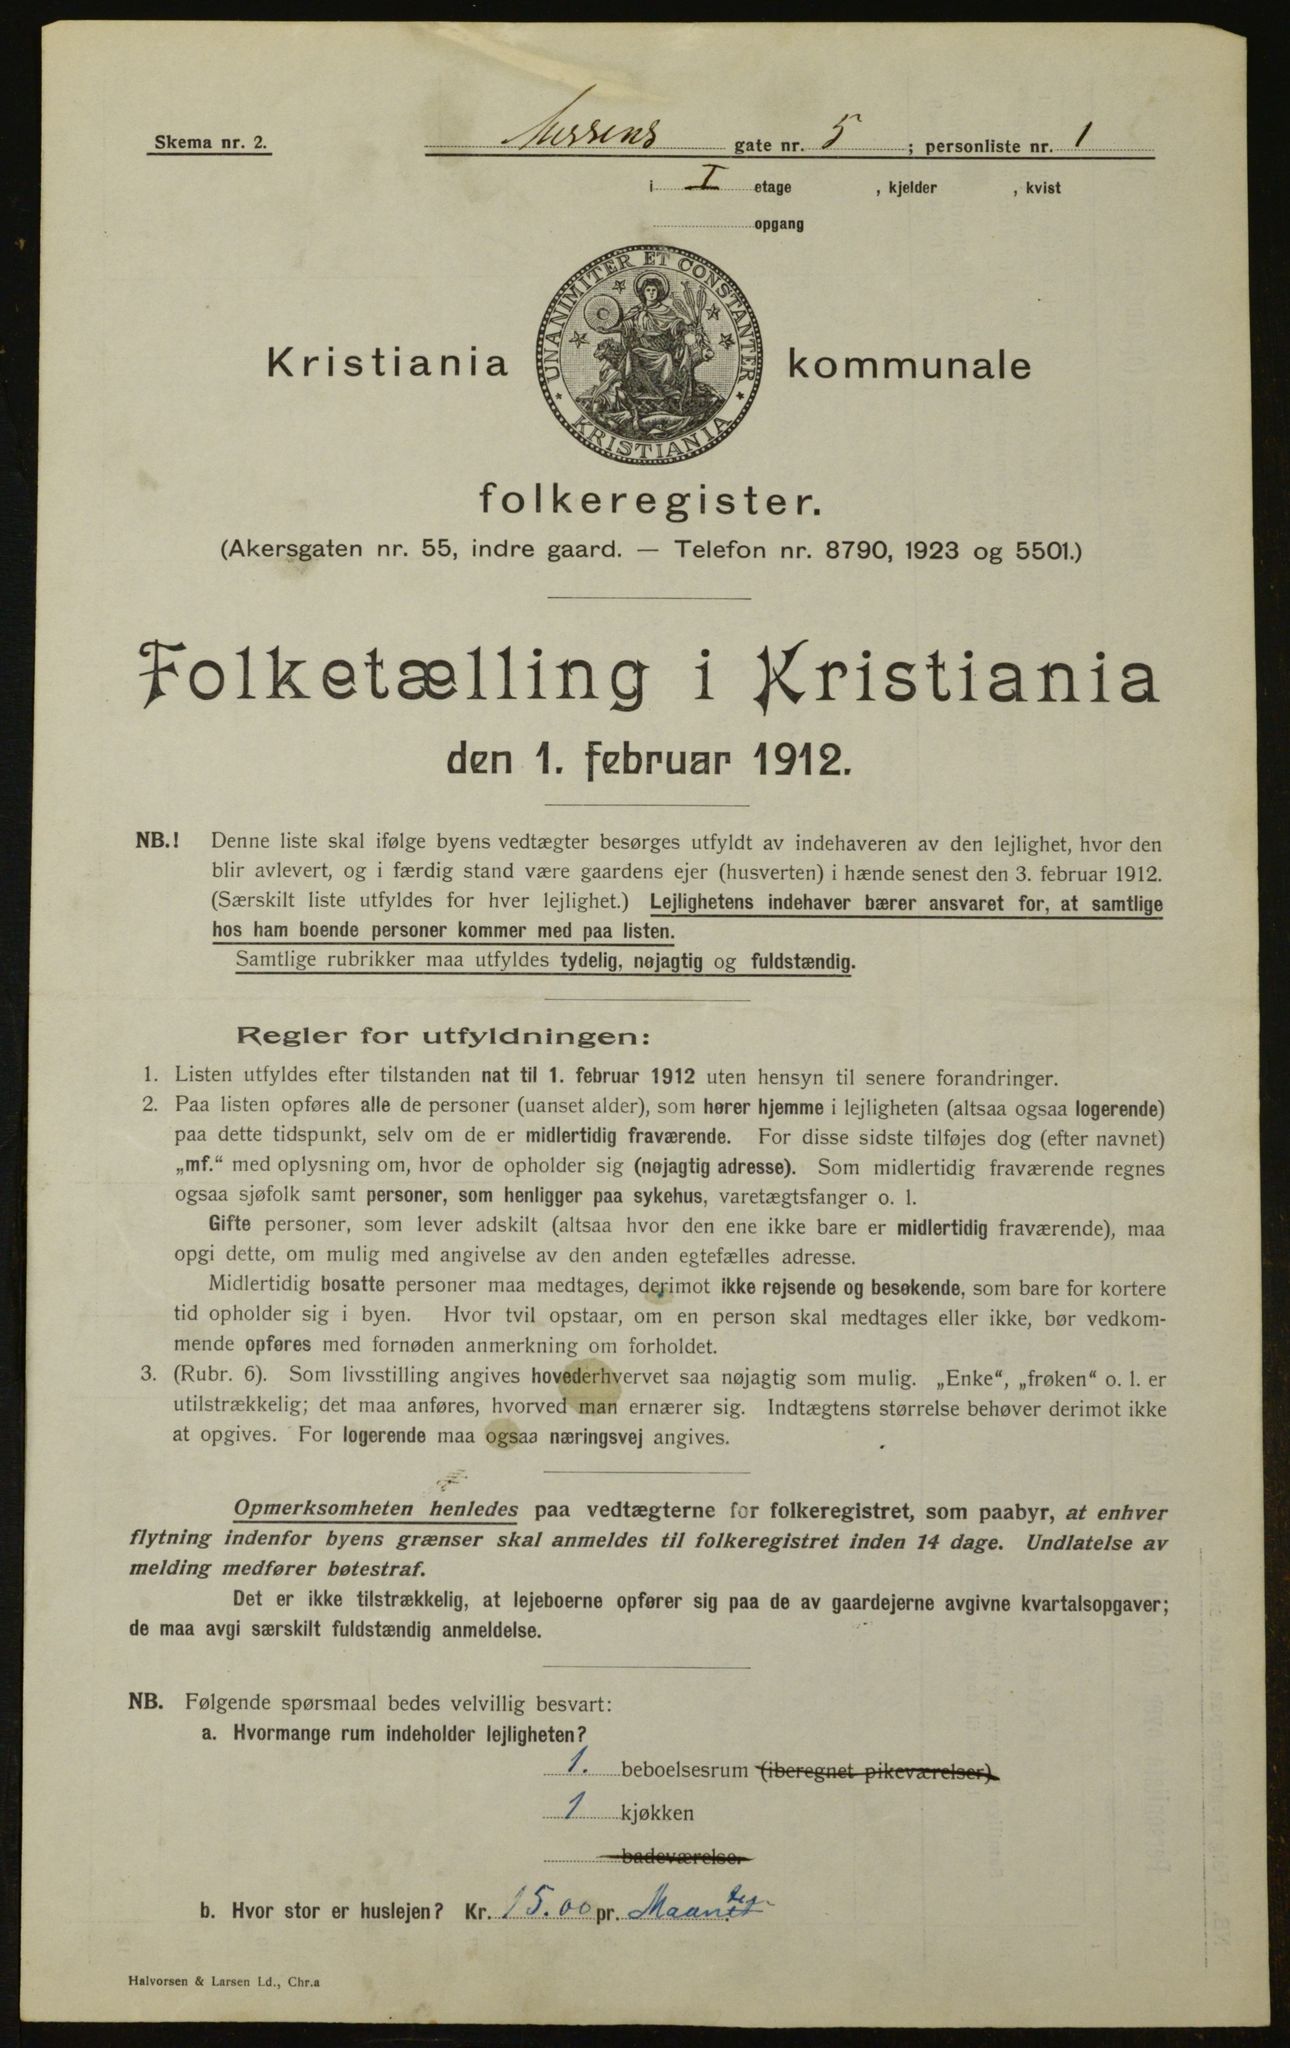 Skema nr. 2.
gate nr. 5 ; personliste nr. 1
i I etage , kjelder , kvist
opgang
UNANIMITER ET CONSTANTER
KRISTIANIA
Kristiania kommunale
folkeregister.
(Akersgaten nr. 55, indre gaard. — Telefon nr. 8790, 1923 og 5501.)
Folketælling i Kristiania
den 1. februar 1912.
NB.! Denne liste skal ifølge byens vedtægter besørges utfyldt av indehaveren av den lejlighet, hvor den
blir avlevert, og i færdig stand være gaardens ejer (husverten) i hænde senest den 3. februar 1912.
(Særskilt liste utfyldes for hver lejlighet.) Lejlighetens indehaver bærer ansvaret for, at samtlige
hos ham boende personer kommer med paa listen.
Samtlige rubrikker maa utfyldes tydelig, nøjagtig og fuldstændig.
Regler for utfyldningen:
1. Listen utfyldes efter tilstanden nat til 1. februar 1912 uten hensyn til senere forandringer.
2. Paa listen opføres alle de personer (uanset alder), som hører hjemme i lejligheten (altsaa ogsaa logerende)
paa dette tidspunkt, selv om de er midlertidig fraværende. For disse sidste tilføjes dog (efter navnet)
„mf.“ med oplysning om, hvor de opholder sig (nøjagtig adresse). Som midlertidig fraværende regnes
ogsaa sjøfolk samt personer, som henligger paa sykehus, varetægtsfanger o. l.
Gifte personer, som lever adskilt (altsaa hvor den ene ikke bare er midlertidig fraværende), maa
opgi dette, om mulig med angivelse av den anden egtefælles adresse.
Midlertidig bosatte personer maa medtages, derimot ikke rejsende og besøkende, som bare for kortere
tid opholder sig i byen. Hvor tvil opstaar, om en person skal medtages eller ikke, bør vedkom-
mende opføres med fornøden anmerkning om forholdet.
3. (Rubr. 6). Som livsstilling angives hovederhvervet saa nøjagtig som mulig. „Enke“, „frøken“ o. l. er
utilstrækkelig; det maa anføres, hvorved man ernærer sig. Indtægtens størrelse behøver derimot ikke
at opgives. For logerende maa ogsaa næringsvej angives.
Opmerksomheten henledes paa vedtægterne for folkeregistret, som paabyr, at enhver
flytning indenfor byens grænser skal anmeldes til folkeregistret inden 14 dage. Undlatelse av
melding medfører bøtestraf.
Det er ikke tilstrækkelig, at lejeboerne opfører sig paa de av gaardejerne avgivne kvartalsopgaver;
de maa avgi særskilt fuldstændig anmeldelse.
NB. Følgende spørsmaal bedes velvillig besvart:
a. Hvormange rum indeholder lejligheten?
1. beboelsesrum (iberegnet pikeværelser)
1 kjøkken
badeværelse.
b. Hvor stor er huslejen? Kr. 15.00 pr.
Halvorsen & Larsen Ld., Chr.a